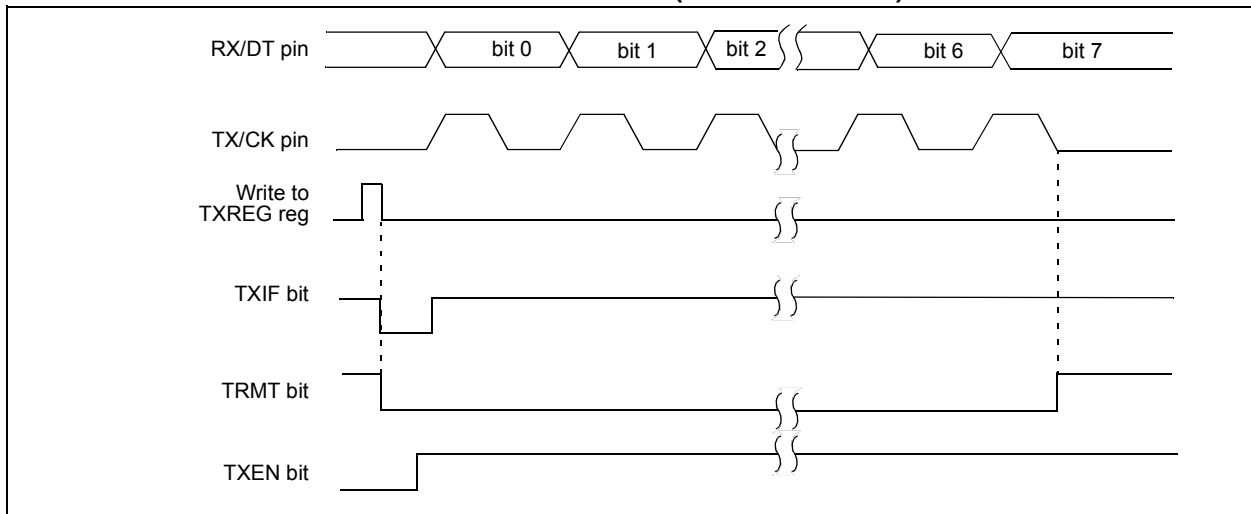 RX/DT pin
bit 0
bit 1
bit 2
bit 6
bit 7
TX/CK pin
Write to
TXREG reg
TXIF bit
TRMT bit
TXEN bit